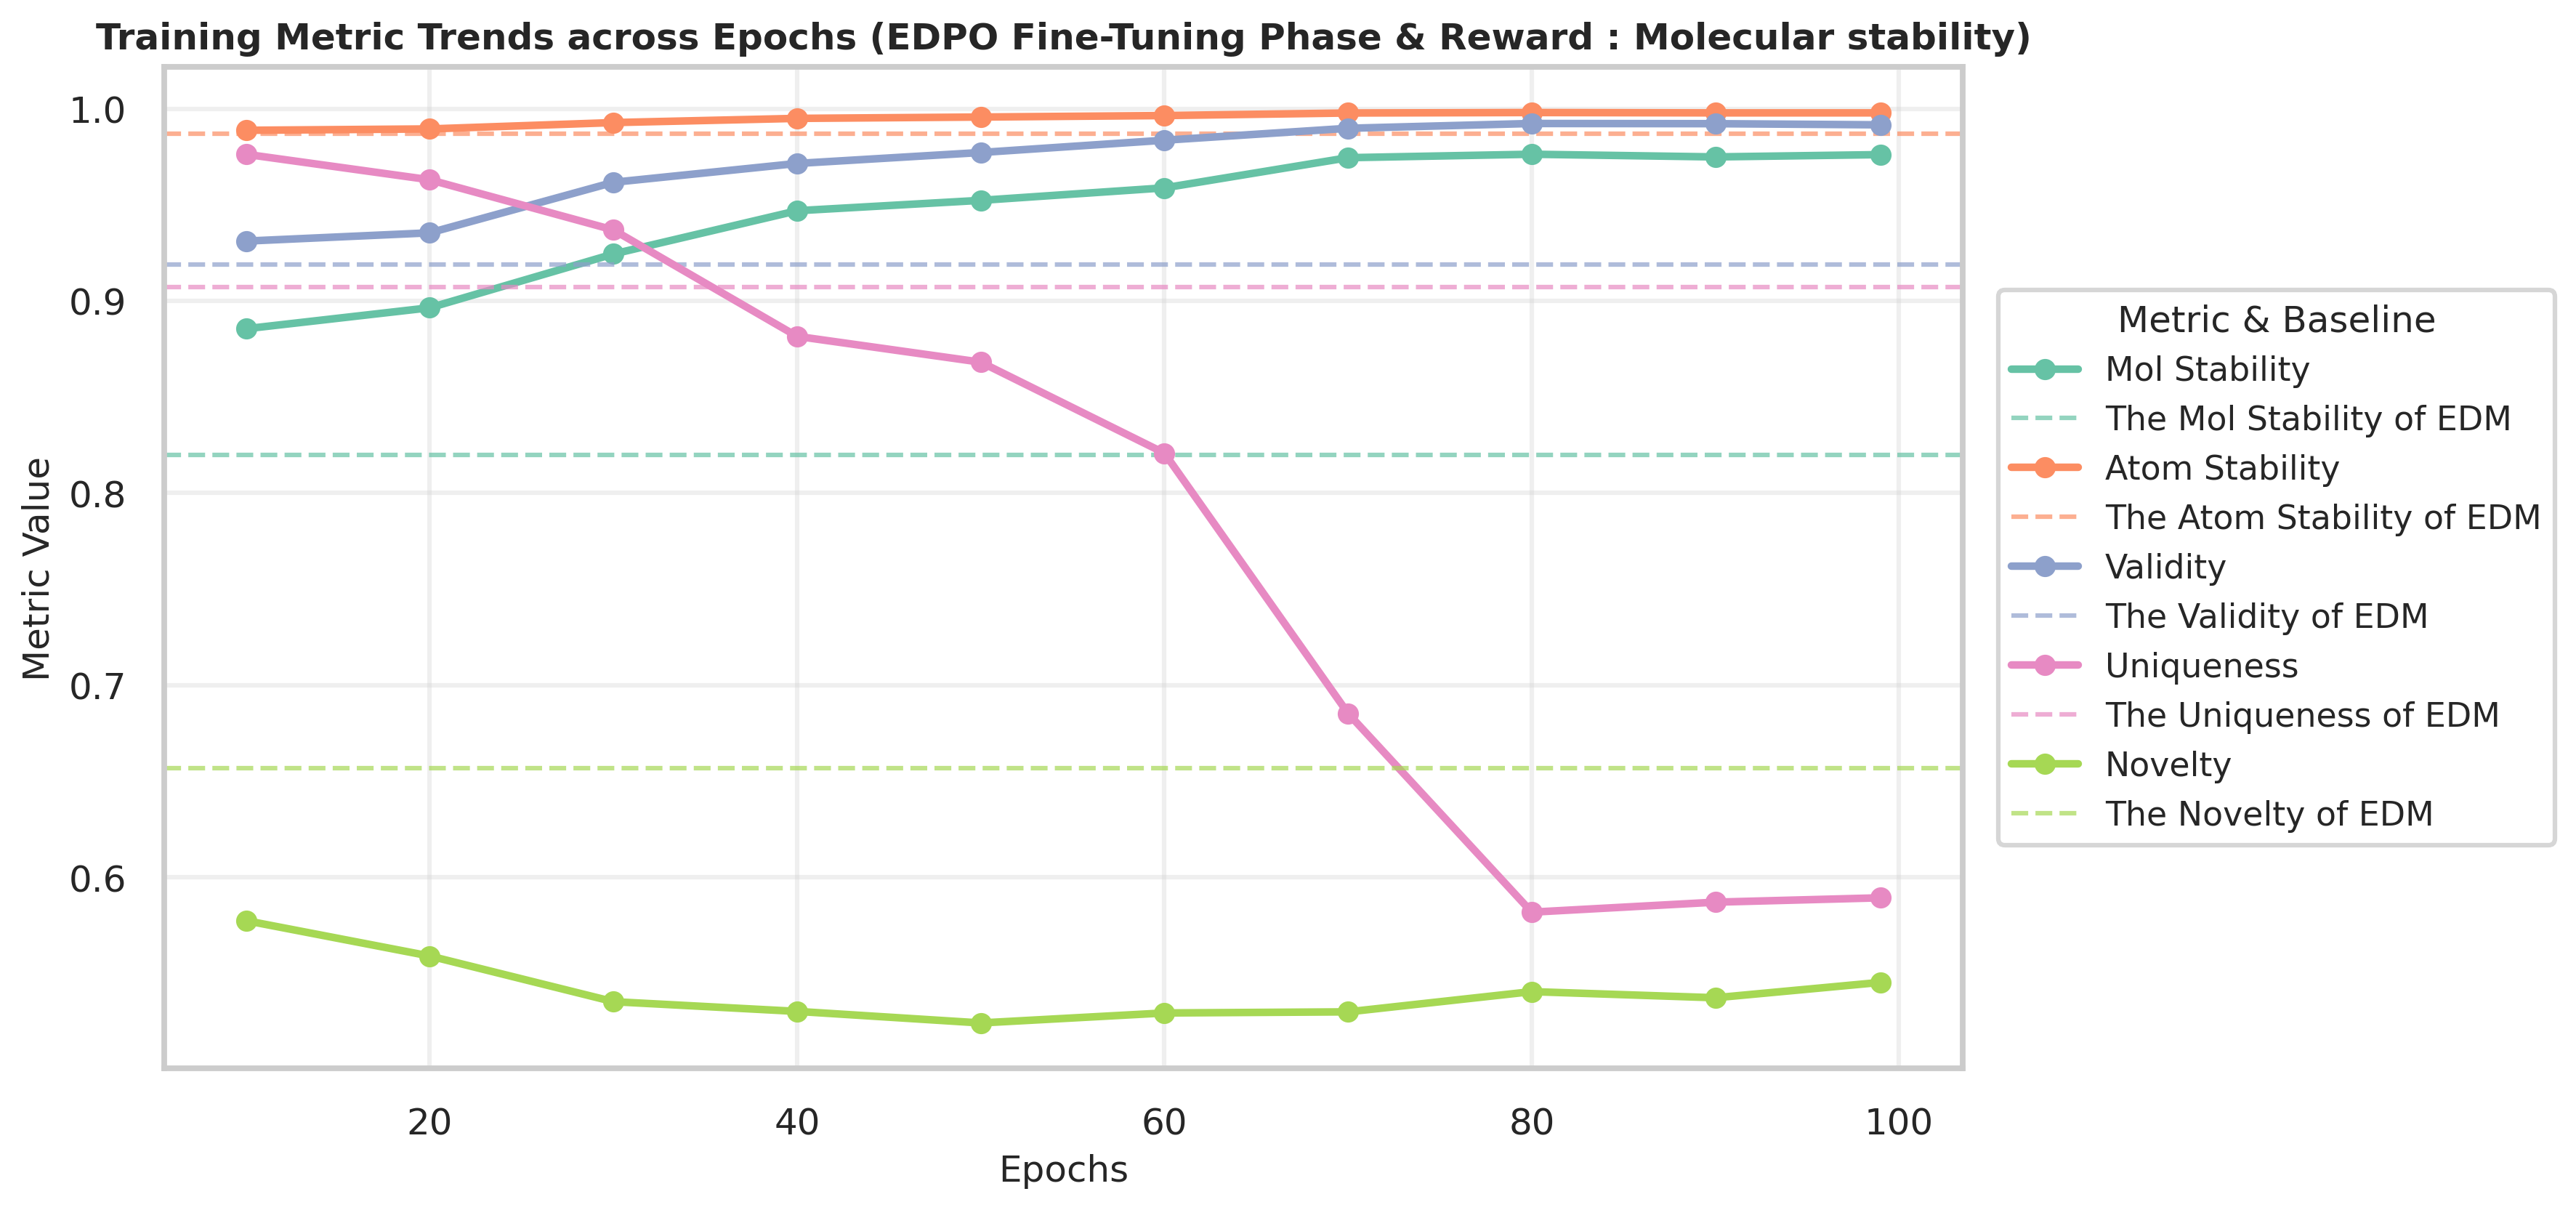 Training Metric Trends across Epochs (EDPO Fine-Tuning Phase & Reward : Molecular stability)
Metric Value
1.0
0.9
0.8
0.7
0.6
20
40
60
80
100
Epochs
Metric & Baseline
Mol Stability
The Mol Stability of EDM
Atom Stability
The Atom Stability of EDM
Validity
The Validity of EDM
Uniqueness
The Uniqueness of EDM
Novelty
The Novelty of EDM